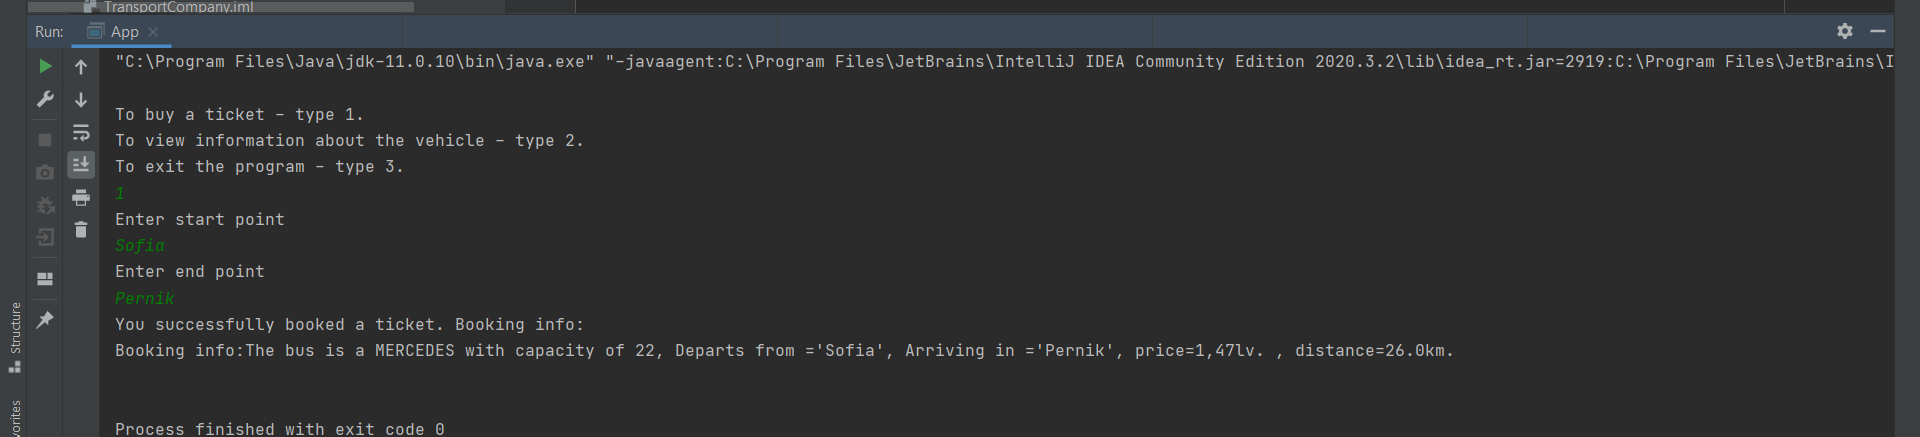 TransportCompany.iml
Run: App
"C:\Program Files\Java\jdk-11.0.10\bin\java.exe" "-javaagent:C:\Program Files\JetBrains\IntelliJ IDEA Community Edition 2020.3.2\lib\idea_rt.jar=2919:C:\Program Files\JetBrains\I
To buy a ticket - type 1.
To view information about the vehicle - type 2.
To exit the program - type 3.
1
Enter start point
Sofia
Enter end point
Pernik
You successfully booked a ticket. Booking info:
Booking info:The bus is a MERCEDES with capacity of 22, Departs from ='Sofia', Arriving in ='Pernik', price=1,47lv. , distance=26.0km.
Process finished with exit code 0
Structure
vorites